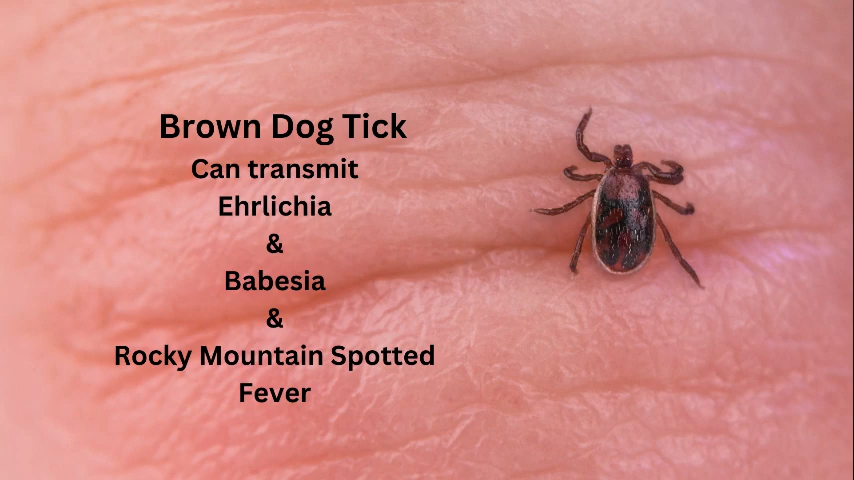 Brown Dog Tick
Can transmit
Ehrlichia
&
Babesia
&
Rocky Mountain Spotted
Fever